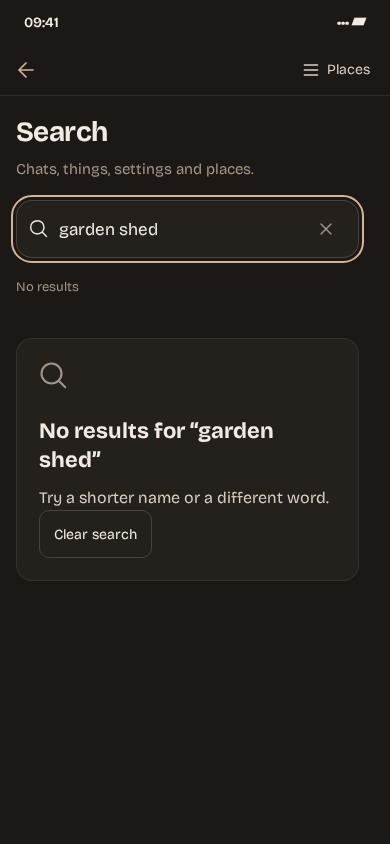 09:41
Places
Search
Chats, things, settings and places.
garden shed
No results
No results for “garden
shed”
Try a shorter name or a different word.
Clear search